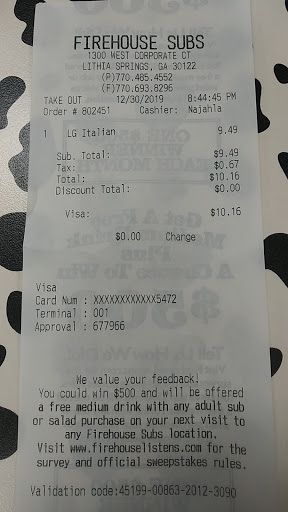 FIREHOUSE SUBS
1300 WEST CORPORATE CT
LITHIA SPRINGS, GA 30122
(P)770.485.4552
(F)770.693.8296
TAKE OUT 12/30/2019 8:44:45 PM
Order # 802451 Cashier: Najahla
1 LG Italian 9.49
Sub. Total: $9.49
Tax: $0.67
Total: $10.16
Discount Total: $0.00
Visa: $10.16
$0.00 Change
Visa
Card Num : XXXXXXXXXXXX5472
Terminal : 001
Approval : 677966
We value your feedback!
You could win $500 and will be offered
a free medium drink with any adult sub
or salad purchase on your next visit to
any Firehouse Subs location.
Visit www.firehouselistens.com for the
survey and official sweepstakes rules.
Validation code:45199-00863-2012-3090